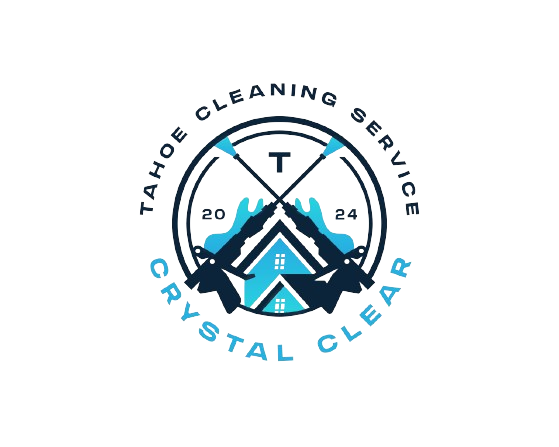 TAHOE CLEANING SERVICE
T
20 24
CRYSTAL CLEAR